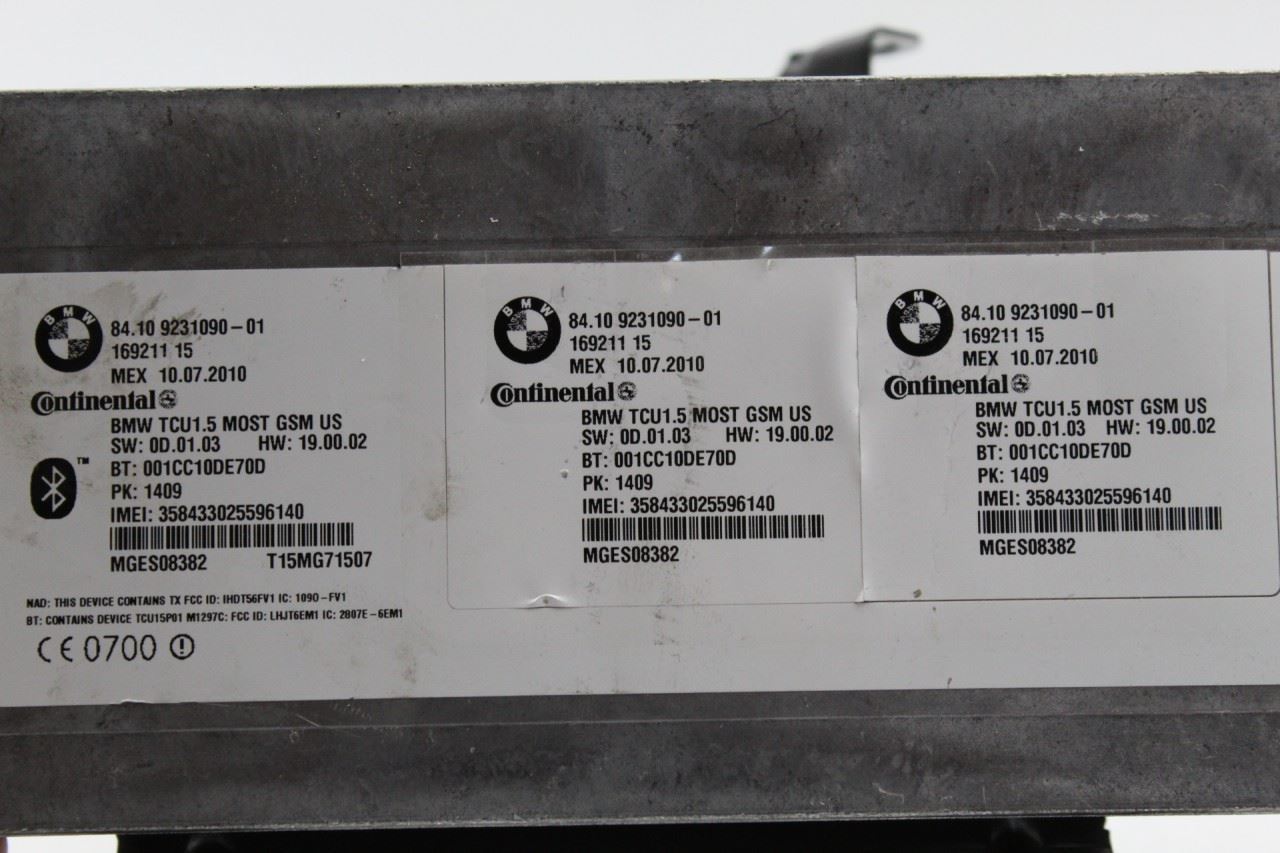 BMW
84.10 9231090-01
169211 15
MEX 10.07.2010
Continental
BMW TCU1.5 MOST GSM US
SW: 0D.01.03 HW: 19.00.02
™
BT: 001CC10DE70D
PK: 1409
IMEI: 358433025596140
MGES08382 T15MG71507
NAD: THIS DEVICE CONTAINS TX FCC ID: IHDT56FV1 IC: 1090-FV1
BT: CONTAINS DEVICE TCU15P01 M1297C: FCC ID: LHJT6EM1 IC: 2807E-6EM1
CE 0700
BMW
84.10 9231090-01
169211 15
MEX 10.07.2010
Continental
BMW TCU1.5 MOST GSM US
SW: 0D.01.03 HW: 19.00.02
BT: 001CC10DE70D
PK: 1409
IMEI: 358433025596140
MGES08382
BMW
84.10 9231090-01
169211 15
MEX 10.07.2010
Continental
BMW TCU1.5 MOST GSM US
SW: 0D.01.03 HW: 19.00.02
BT: 001CC10DE70D
PK: 1409
IMEI: 358433025596140
MGES08382